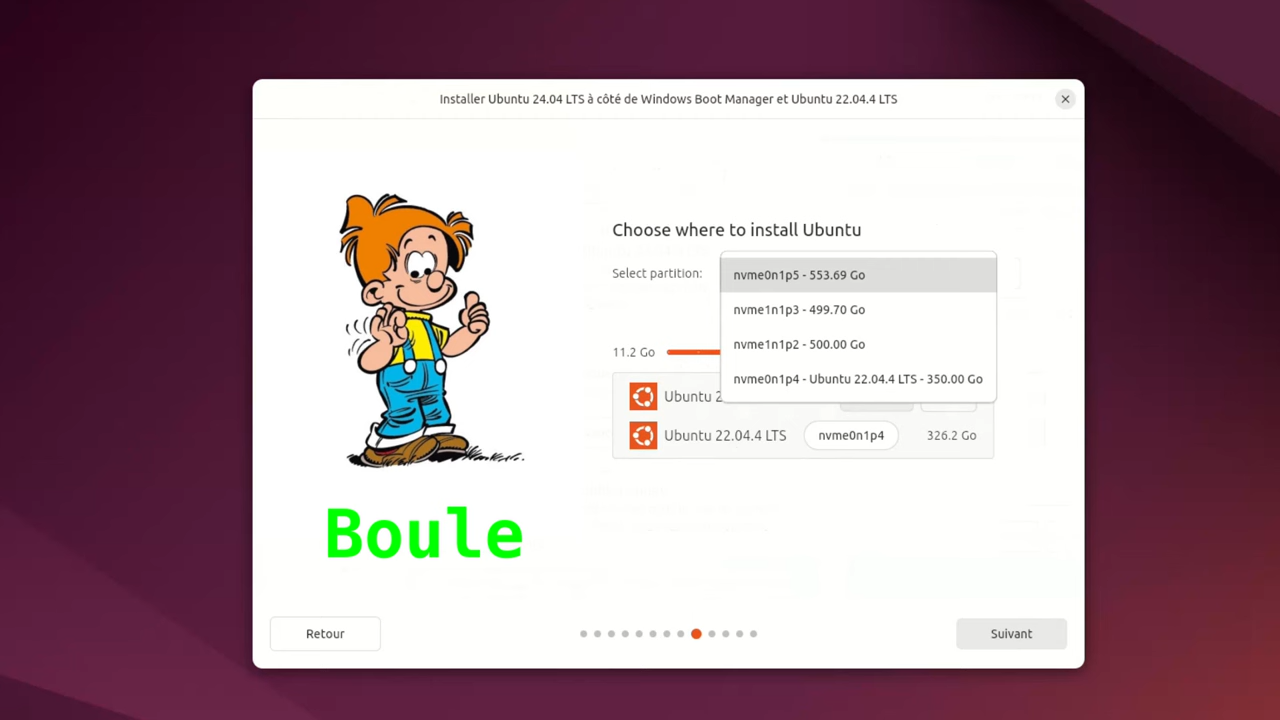 Installer Ubuntu 24.04 LTS à côté de Windows Boot Manager et Ubuntu 22.04.4 LTS
Choose where to install Ubuntu
Select partition:
nvme0n1p5 - 553.69 Go
nvme1n1p3 - 499.70 Go
nvme1n1p2 - 500.00 Go
nvme0n1p4 - Ubuntu 22.04.4 LTS - 350.00 Go
11.2 Go
Ubuntu 2
Ubuntu 22.04.4 LTS nvme0n1p4 326.2 Go
Boule
Retour
Suivant